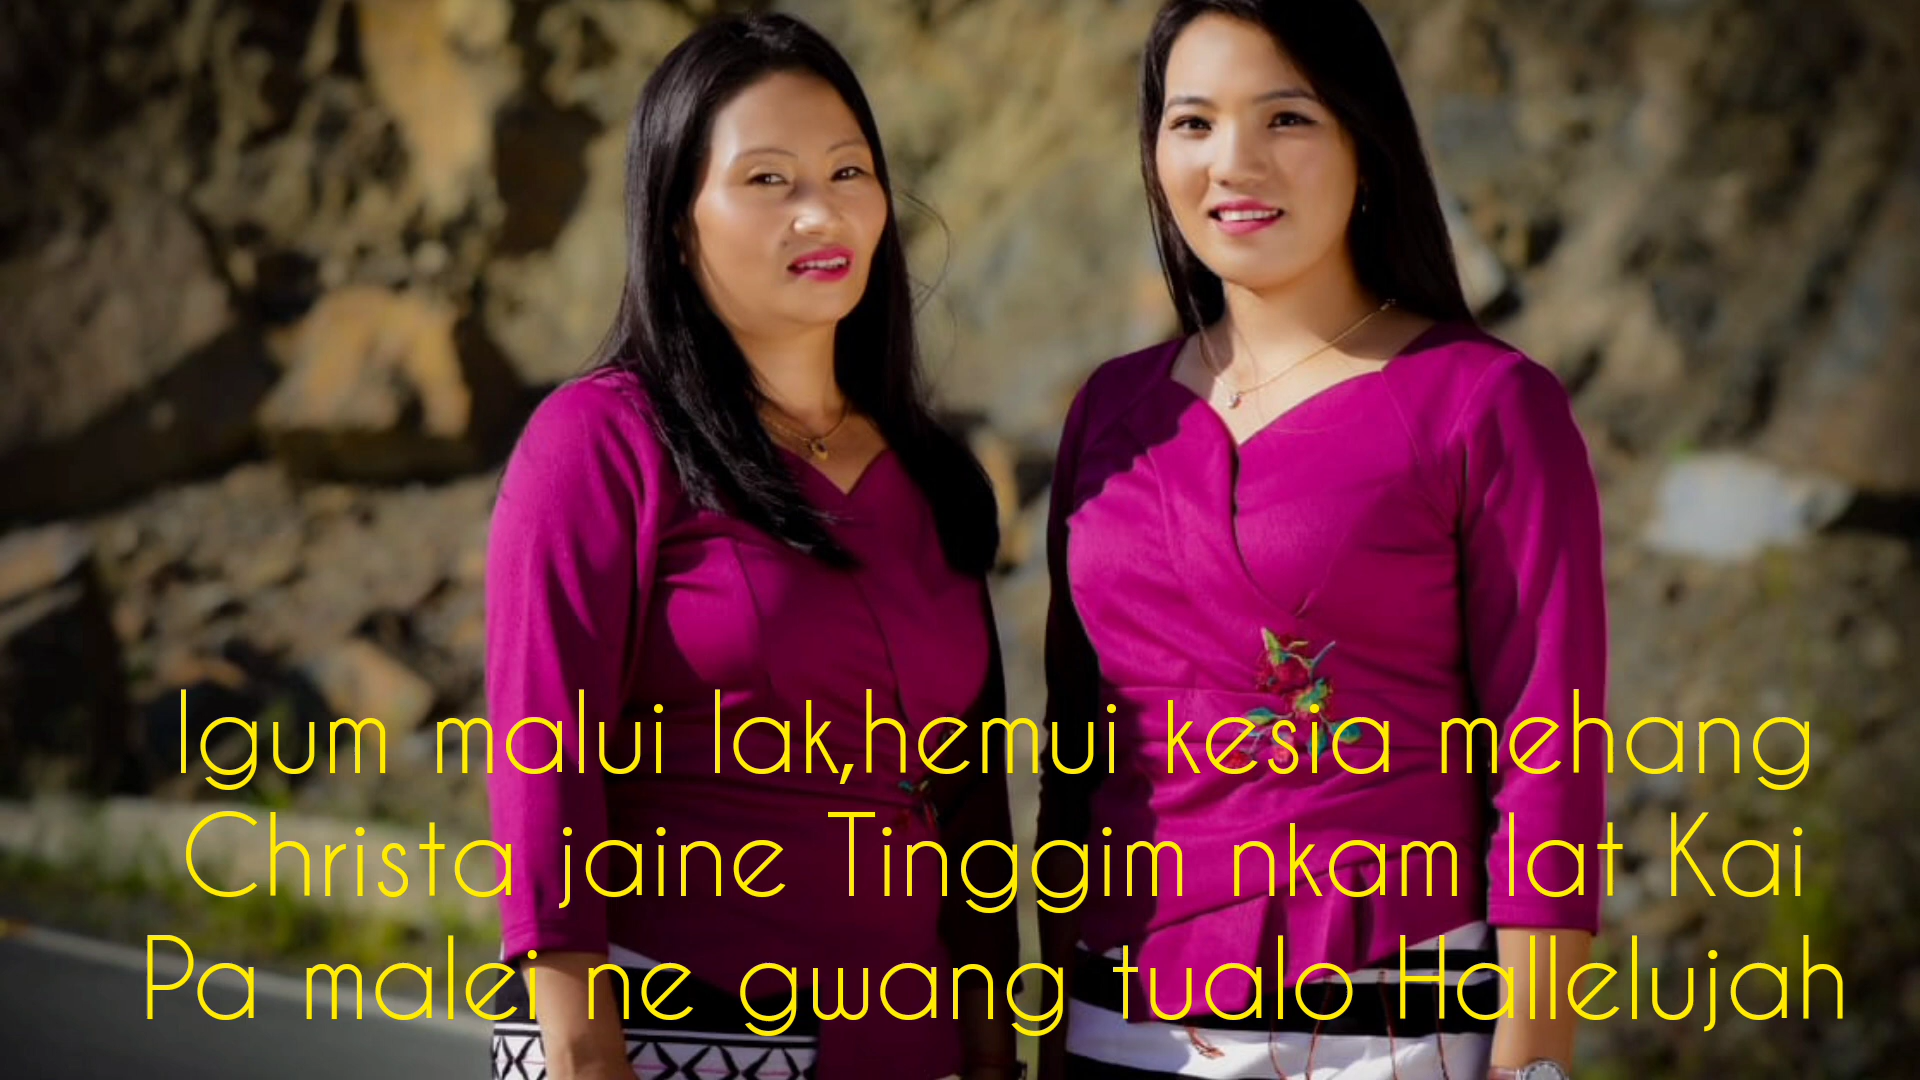 Igum malui lak,hemui kesia mehang
Christa jaine Tinggim nkam lat Kai
Pa malei ne gwang tualo Hallelujah